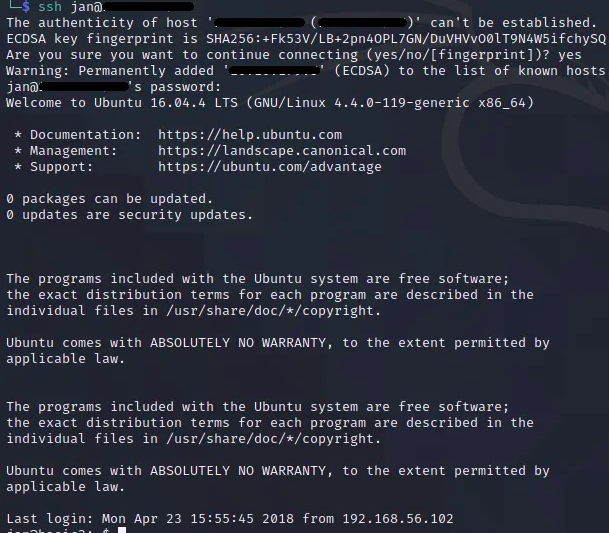 $ ssh jan@
The authenticity of host ' ( )' can't be established.
ECDSA key fingerprint is SHA256:+Fk53V/LB+2pn4OPL7GN/DuVHVvO0lT9N4W5ifchySQ
Are you sure you want to continue connecting (yes/no/[fingerprint])? yes
Warning: Permanently added ' ' (ECDSA) to the list of known hosts
jan@ 's password:
Welcome to Ubuntu 16.04.4 LTS (GNU/Linux 4.4.0-119-generic x86_64)
* Documentation: https://help.ubuntu.com
* Management: https://landscape.canonical.com
* Support: https://ubuntu.com/advantage
0 packages can be updated.
0 updates are security updates.
The programs included with the Ubuntu system are free software;
the exact distribution terms for each program are described in the
individual files in /usr/share/doc/*/copyright.
Ubuntu comes with ABSOLUTELY NO WARRANTY, to the extent permitted by
applicable law.
The programs included with the Ubuntu system are free software;
the exact distribution terms for each program are described in the
individual files in /usr/share/doc/*/copyright.
Ubuntu comes with ABSOLUTELY NO WARRANTY, to the extent permitted by
applicable law.
Last login: Mon Apr 23 15:55:45 2018 from 192.168.56.102